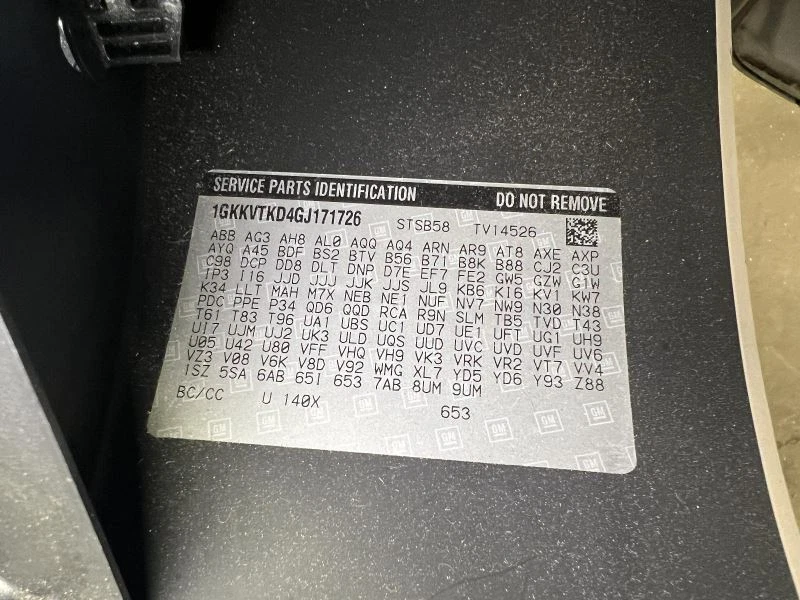 SERVICE PARTS IDENTIFICATION DO NOT REMOVE
1GKKVTKD4GJ171726 STSB58 TV14526
ABB AG3 AH8 AL0 AQQ AQ4 ARN AR9 AT8 AXE AXP
AYQ A45 BDF BS2 BTV B56 B71 B8K B88 CJ2 C3U
C98 DCP DD8 DLT DNP D7E EF7 FE2 GW5 GZW G1W
IP3 I16 JJD JJU JJK JJS JL9 KB6 KI6 KV1 KW7
K34 LLT MAH M7X NEB NE1 NUF NV7 NW9 N30 N38
PDC PPE P34 QD6 QQD RCA R9N SLM TB5 TVD T43
T61 T83 T96 UA1 UBS UC1 UD7 UE1 UFT UG1 UH9
U17 UJM UJ2 UK3 ULD UQS UUD UVC UVD UVF UV6
U05 U42 U80 VFF VHQ VH9 VK3 VRK VR2 VT7 VV4
VZ3 V08 V6K V8D V92 WMG XL7 YD5 YD6 Y93 Z88
1SZ 5SA 6AB 65I 653 7AB 8UM 9UM
BC/CC U 140X 653